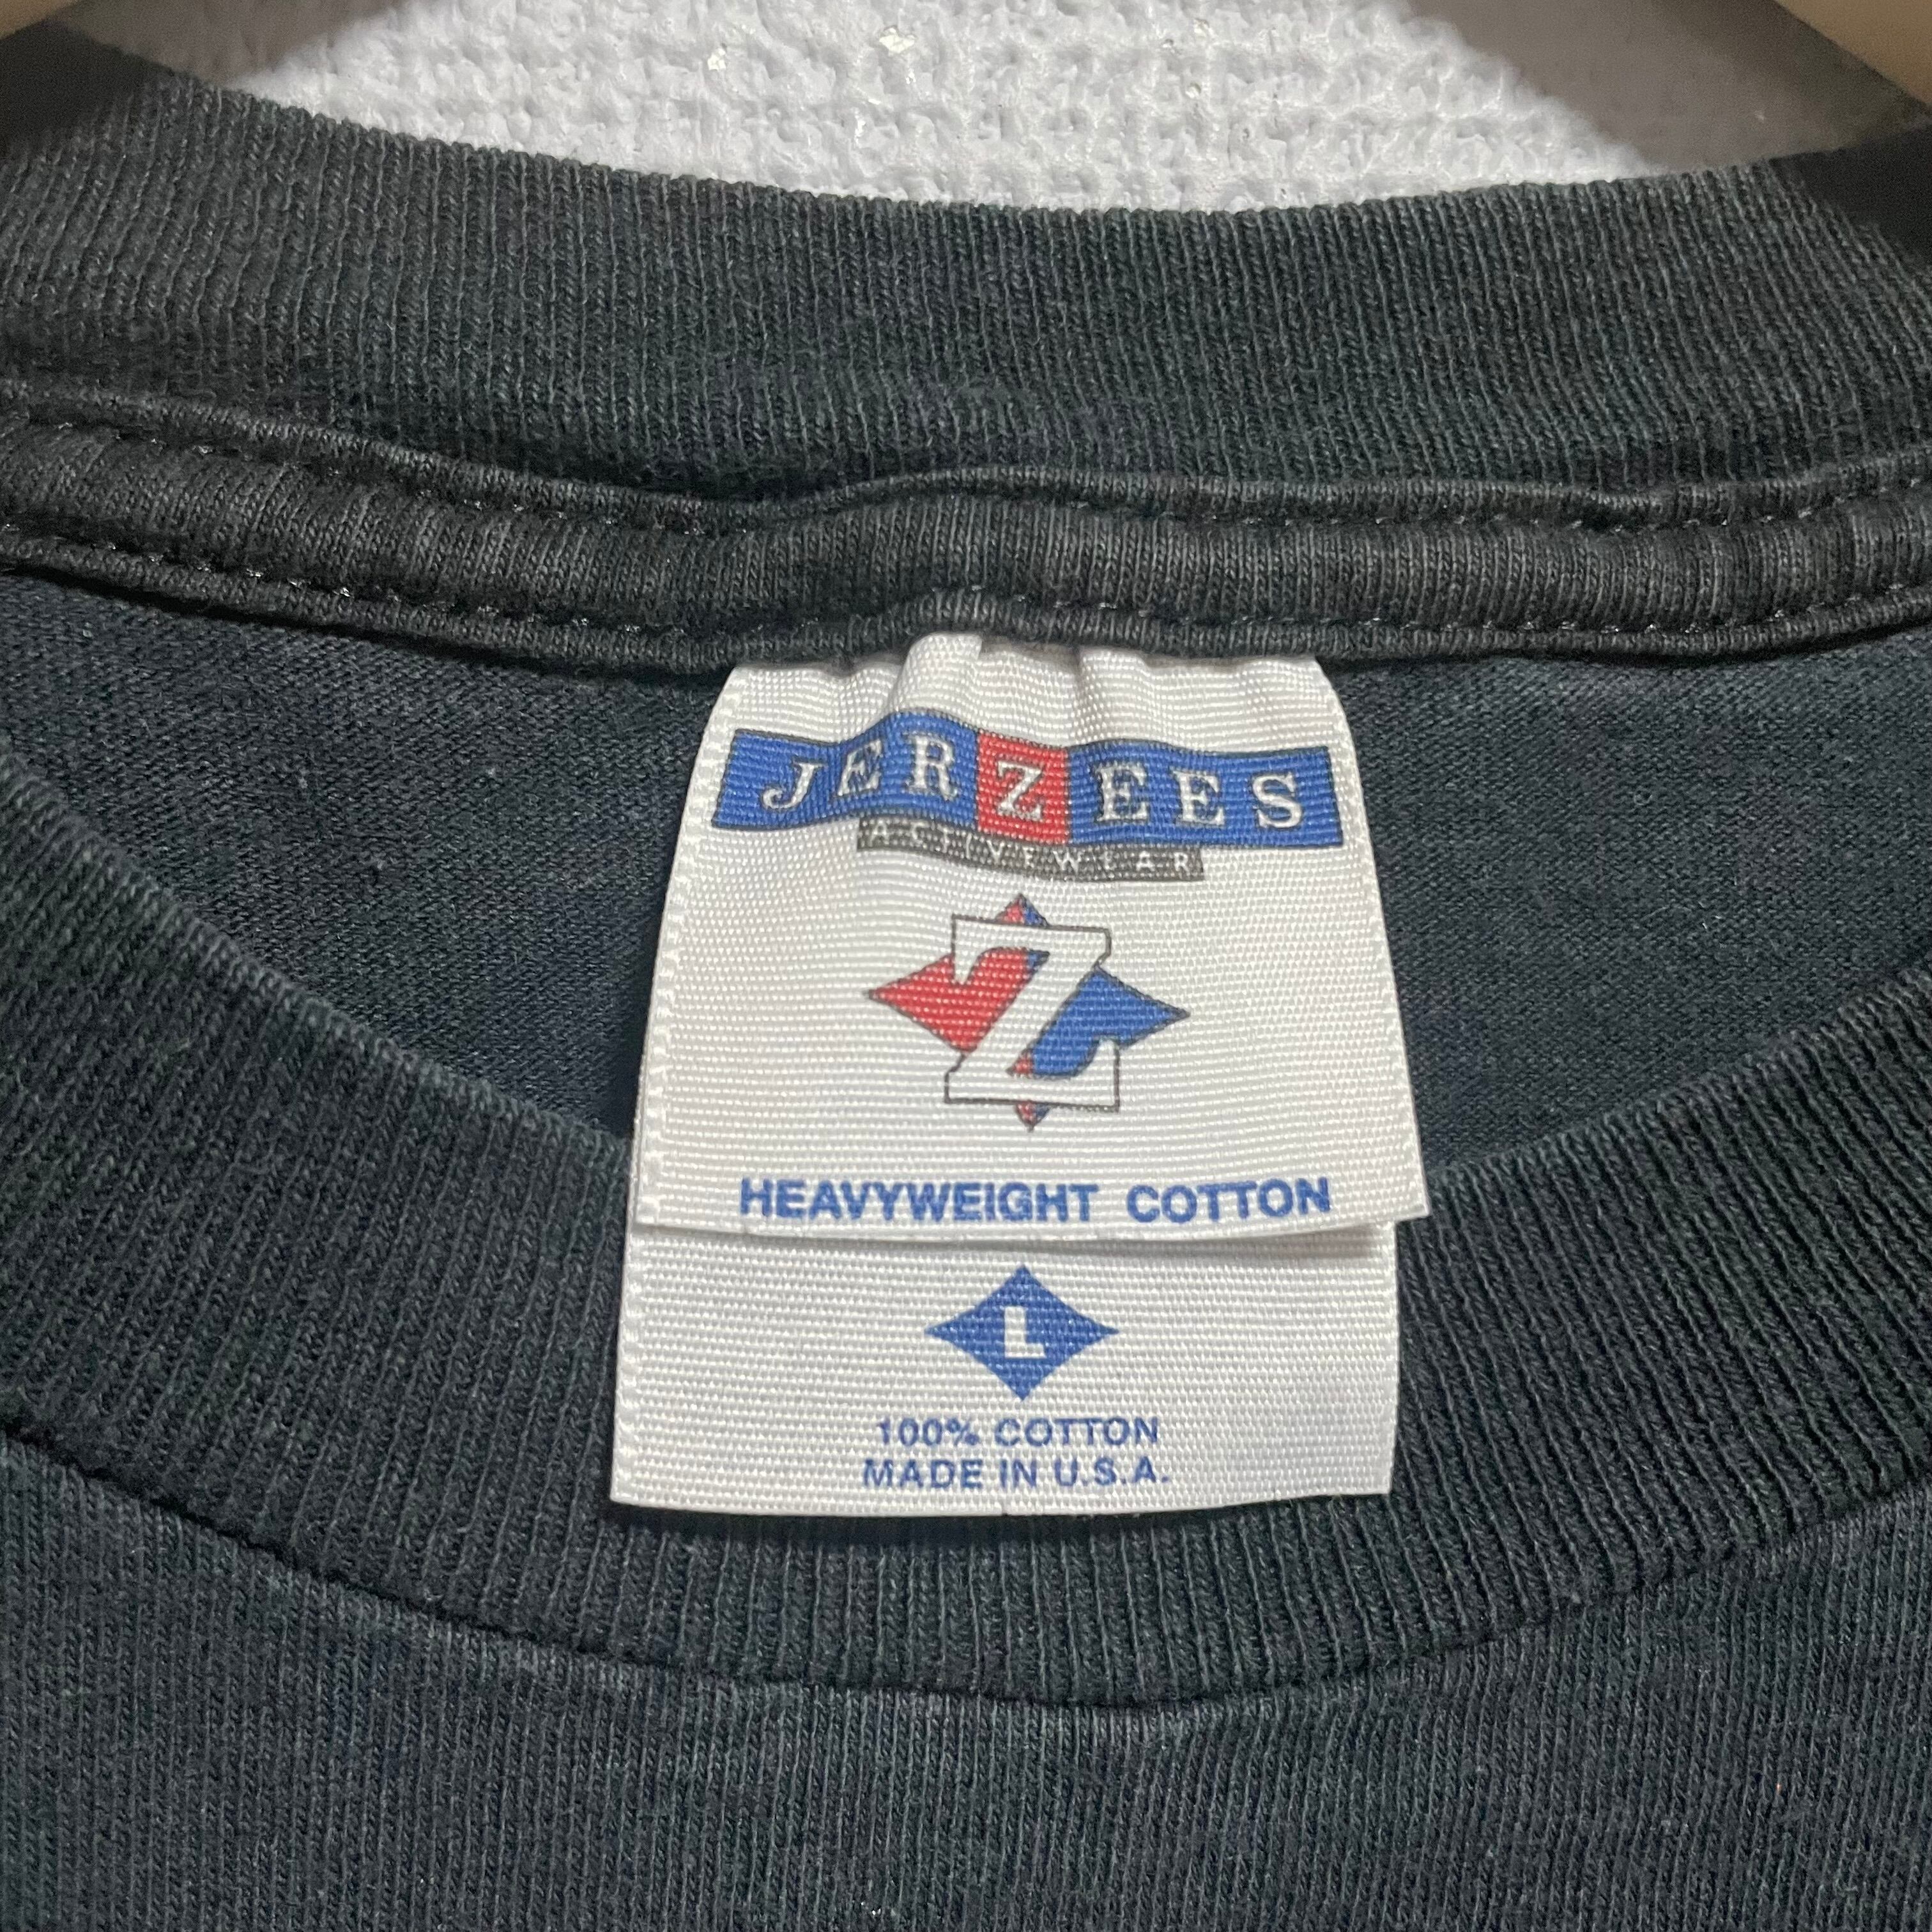 JERZEES
ACTIVEWEAR
Z
HEAVYWEIGHT COTTON
L
100% COTTON
MADE IN U.S.A.